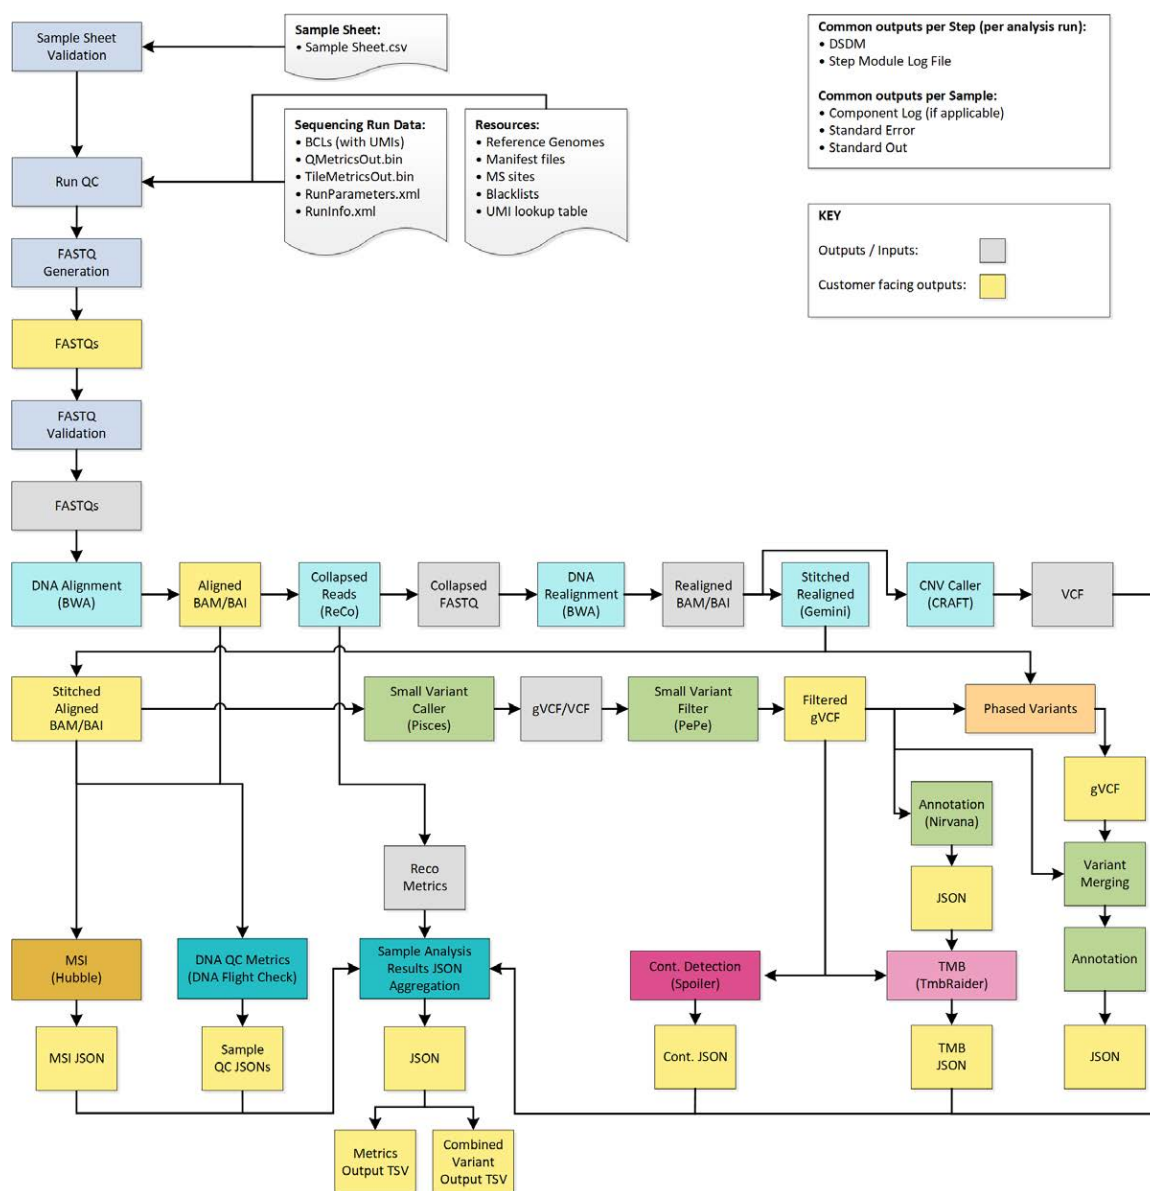 Sample Sheet
Validation
Sample Sheet:
• Sample Sheet.csv
Common outputs per Step (per analysis run):
• DSDM
• Step Module Log File
Common outputs per Sample:
• Component Log (if applicable)
• Standard Error
• Standard Out
Sequencing Run Data:
• BCLs (with UMIs)
• QMetricsOut.bin
• TileMetricsOut.bin
• RunParameters.xml
• RunInfo.xml
Resources:
• Reference Genomes
• Manifest files
• MS sites
• Blacklists
• UMI lookup table
Run QC
KEY
Outputs / Inputs:
Customer facing outputs:
FASTQ
Generation
FASTQs
FASTQ
Validation
FASTQs
DNA Alignment
(BWA)
Aligned
BAM/BAI
Collapsed
Reads
(ReCo)
Collapsed
FASTQ
DNA
Realignment
(BWA)
Realigned
BAM/BAI
Stitched
Realigned
(Gemini)
CNV Caller
(CRAFT)
VCF
Stitched
Aligned
BAM/BAI
Small Variant
Caller
(Pisces)
gVCF/VCF
Small Variant
Filter
(PePe)
Filtered
gVCF
Phased Variants
gVCF
Annotation
(Nirvana)
Reco
Metrics
JSON
Variant
Merging
MSI
(Hubble)
DNA QC Metrics
(DNA Flight Check)
Sample Analysis
Results JSON
Aggregation
Cont. Detection
(Spoiler)
TMB
(TmbRaider)
Annotation
MSI JSON
Sample
QC JSONs
JSON
Cont. JSON
TMB
JSON
JSON
Metrics
Output TSV
Combined
Variant
Output TSV